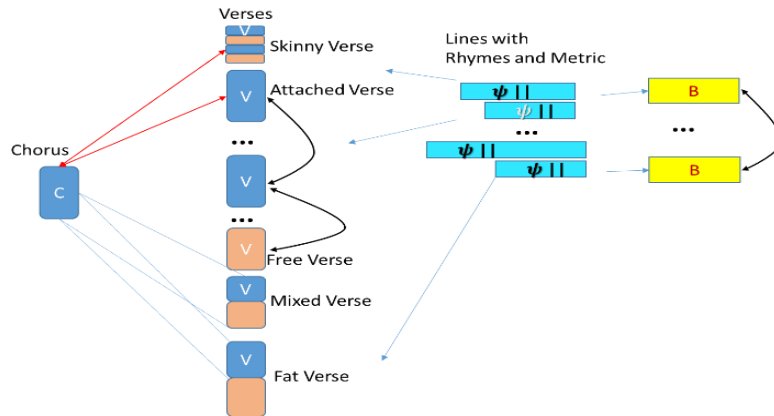 Verses
V
Skinny Verse
V
Attached Verse
...
Chorus
C
V
...
V
Free Verse
V
Mixed Verse
V
Fat Verse
Lines with
Rhymes and Metric
ψ ||
ψ ||
...
ψ ||
ψ ||
B
...
B